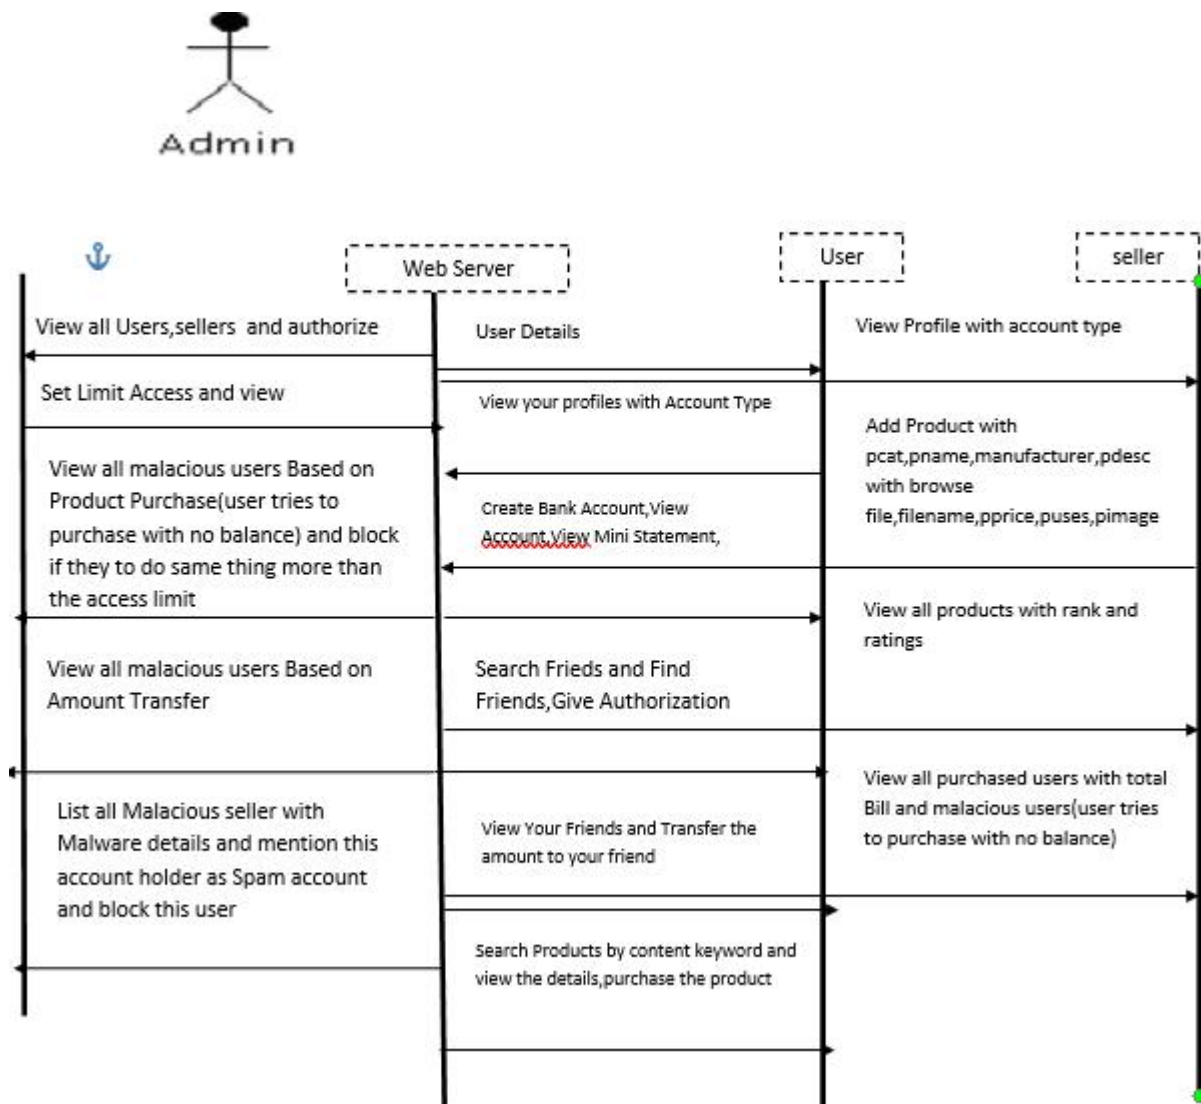 Admin
Web Server
User
seller
View all Users,sellers and authorize
Set Limit Access and view
View all malacious users Based on
Product Purchase(user tries to
purchase with no balance) and block
if they to do same thing more than
the access limit
View all malacious users Based on
Amount Transfer
List all Malacious seller with
Malware details and mention this
account holder as Spam account
and block this user
User Details
View your profiles with Account Type
Create Bank Account,View
Account,View Mini Statement,
Search Frieds and Find
Friends,Give Authorization
View Your Friends and Transfer the
amount to your friend
Search Products by content keyword and
view the details,purchase the product
View Profile with account type
Add Product with
pcat,pname,manufacturer,pdesc
with browse
file,filename,pprice,puses,pimage
View all products with rank and
ratings
View all purchased users with total
Bill and malacious users(user tries
to purchase with no balance)